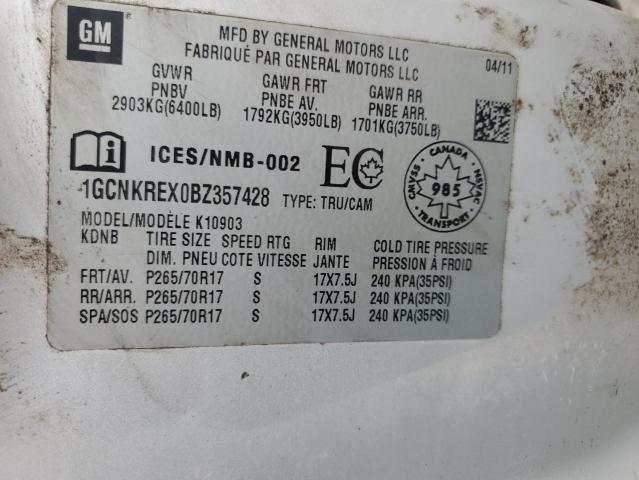 GM
MFD BY GENERAL MOTORS LLC
FABRIQUÉ PAR GENERAL MOTORS LLC
04/11
GVWR GAWR FRT GAWR RR
PNBV PNBE AV. PNBE ARR.
2903KG(6400LB) 1792KG(3950LB) 1701KG(3750LB)
i ICES/NMB-002 EC
CANADA
CMVSS 985 NSVAC
TRANSPORT
1GCNKREX0BZ357428 TYPE: TRU/CAM
MODEL/MODÈLE K10903
KDNB TIRE SIZE SPEED RTG RIM COLD TIRE PRESSURE
DIM. PNEU COTE VITESSE JANTE PRESSION À FROID
FRT/AV. P265/70R17 S 17X7.5J 240 KPA(35PSI)
RR/ARR. P265/70R17 S 17X7.5J 240 KPA(35PSI)
SPA/SOS P265/70R17 S 17X7.5J 240 KPA(35PSI)